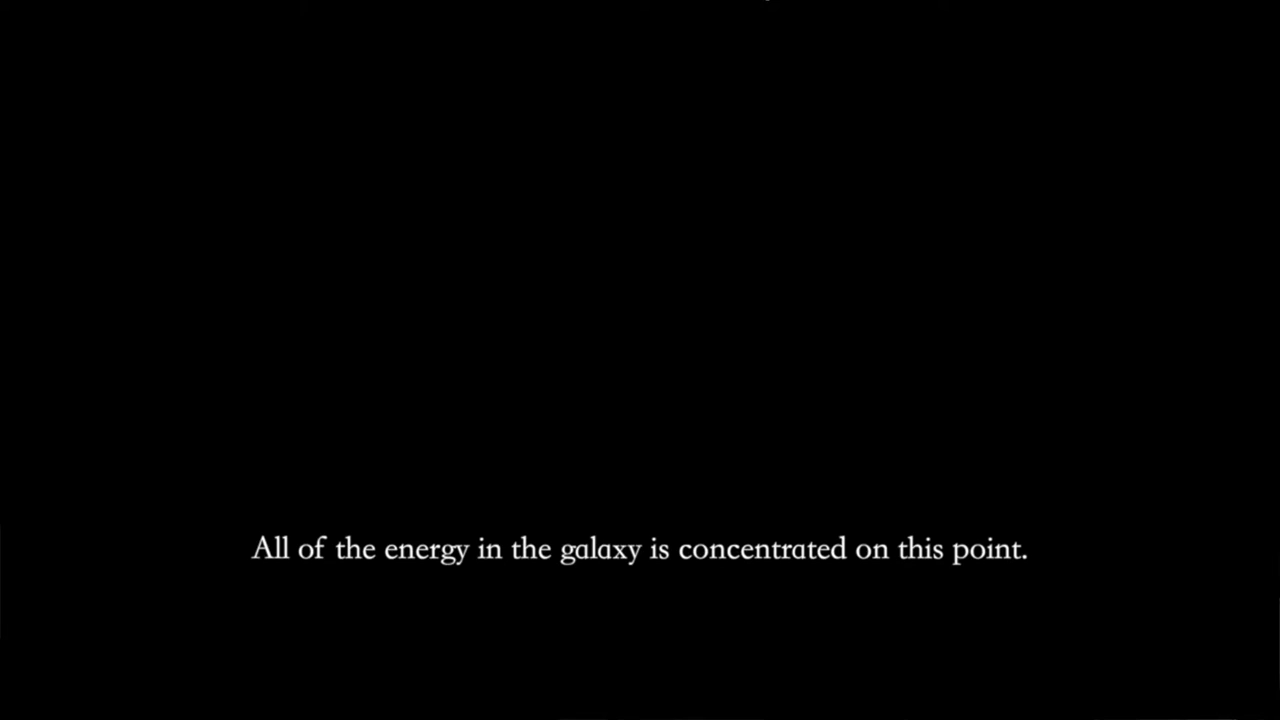 All of the energy in the galaxy is concentrated on this point.